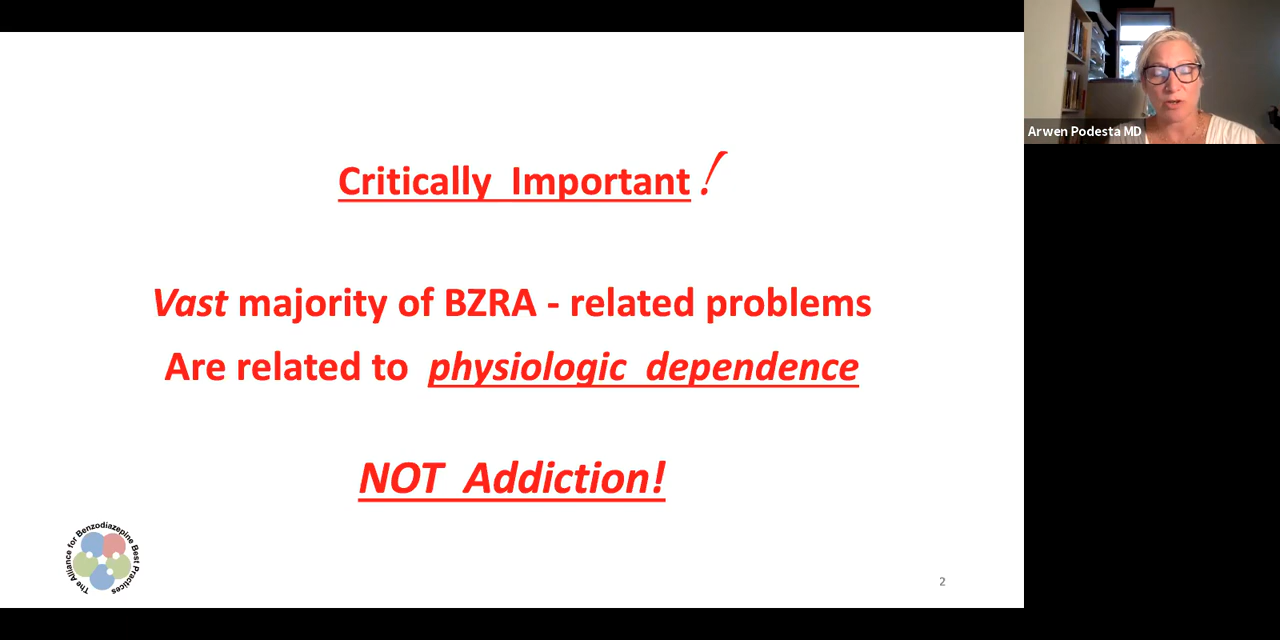 Critically Important!
Vast majority of BZRA - related problems
Are related to physiologic dependence
NOT Addiction!
The Alliance for Benzodiazepine Best Practices
2
Arwen Podesta MD